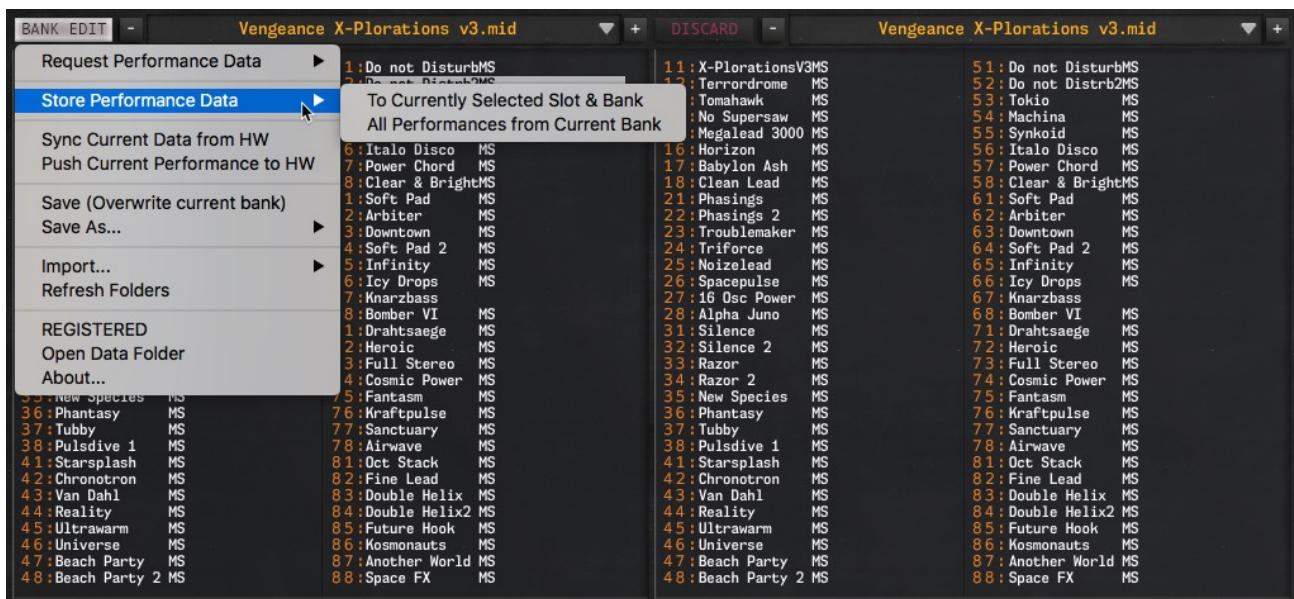 BANK EDIT - Vengeance X-Plorations v3.mid +
DISCARD - Vengeance X-Plorations v3.mid +
Request Performance Data
Store Performance Data
Sync Current Data from HW
Push Current Performance to HW
Save (Overwrite current bank)
Save As...
Import...
Refresh Folders
REGISTERED
Open Data Folder
About...
To Currently Selected Slot & Bank
All Performances from Current Bank
35:New Species MS
36:Phantasy MS
37:Tubby MS
38:Pulsdive 1 MS
41:Starsplash MS
42:Chronotron MS
43:Van Dahl MS
44:Reality MS
45:Ultrawarm MS
46:Universe MS
47:Beach Party MS
48:Beach Party 2 MS
1:Do not DisturbMS
2:Do not Distrb2MS
6:Italo Disco MS
7:Power Chord MS
8:Clear & BrightMS
1:Soft Pad MS
2:Arbiter MS
3:Downtown MS
4:Soft Pad 2 MS
5:Infinity MS
6:Icy Drops MS
7:Knarzbass
8:Bomber VI MS
1:Drahtsaege MS
2:Heroic MS
3:Full Stereo MS
4:Cosmic Power MS
75:Fantasm MS
76:Kraftpulse MS
77:Sanctuary MS
78:Airwave MS
81:Oct Stack MS
82:Fine Lead MS
83:Double Helix MS
84:Double Helix2 MS
85:Future Hook MS
86:Kosmonauts MS
87:Another World MS
88:Space FX MS
11:X-PlorationsV3MS
12:Terrordrome MS
Tomahawk MS
No Supersaw MS
Megalead 3000 MS
16:Horizon MS
17:Babylon Ash MS
18:Clean Lead MS
21:Phasings MS
22:Phasings 2 MS
23:Troublemaker MS
24:Triforce MS
25:Noizelead MS
26:Spacepulse MS
27:16 Osc Power MS
28:Alpha Juno MS
31:Silence MS
32:Silence 2 MS
33:Razor MS
34:Razor 2 MS
35:New Species MS
36:Phantasy MS
37:Tubby MS
38:Pulsdive 1 MS
41:Starsplash MS
42:Chronotron MS
43:Van Dahl MS
44:Reality MS
45:Ultrawarm MS
46:Universe MS
47:Beach Party MS
48:Beach Party 2 MS
51:Do not DisturbMS
52:Do not Distrb2MS
53:Tokio MS
54:Machina MS
55:Synkoid MS
56:Italo Disco MS
57:Power Chord MS
58:Clear & BrightMS
61:Soft Pad MS
62:Arbiter MS
63:Downtown MS
64:Soft Pad 2 MS
65:Infinity MS
66:Icy Drops MS
67:Knarzbass
68:Bomber VI MS
71:Drahtsaege MS
72:Heroic MS
73:Full Stereo MS
74:Cosmic Power MS
75:Fantasm MS
76:Kraftpulse MS
77:Sanctuary MS
78:Airwave MS
81:Oct Stack MS
82:Fine Lead MS
83:Double Helix MS
84:Double Helix2 MS
85:Future Hook MS
86:Kosmonauts MS
87:Another World MS
88:Space FX MS